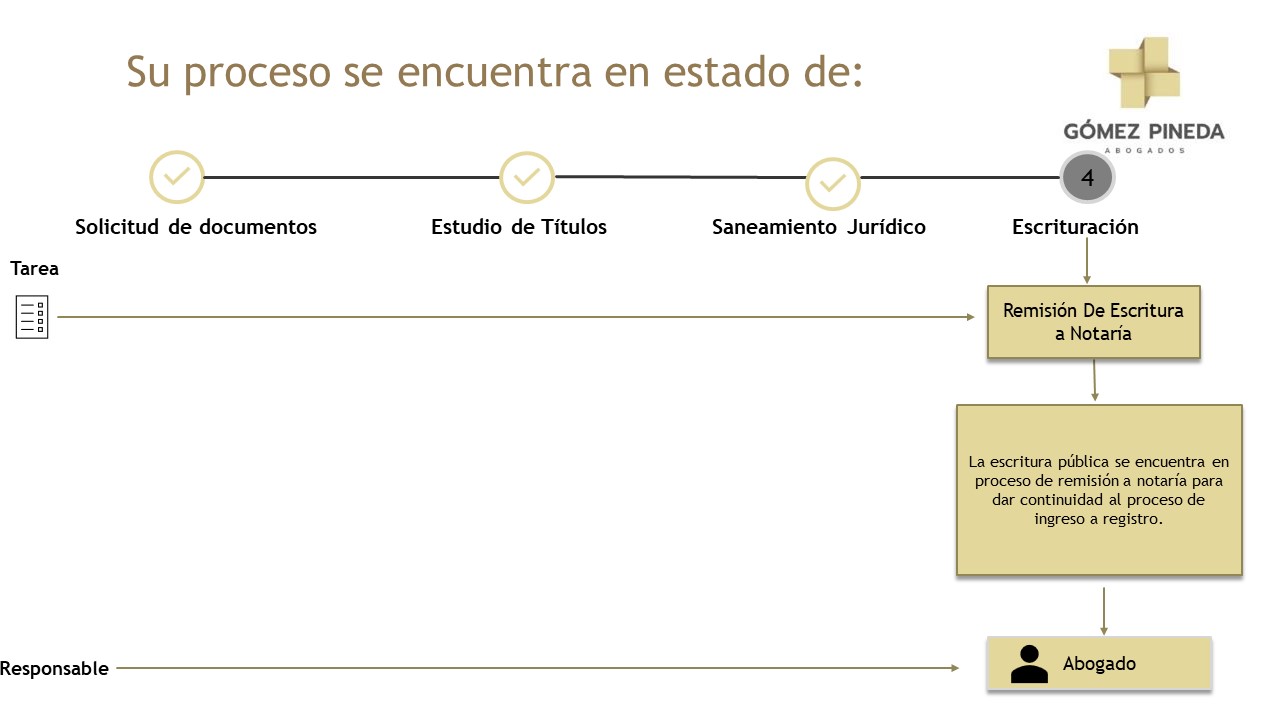 Su proceso se encuentra en estado de:
GÓMEZ PINEDA
ABOGADOS
4
Solicitud de documentos
Estudio de Títulos
Saneamiento Jurídico
Escrituración
Tarea
Remisión De Escritura
a Notaría
La escritura pública se encuentra en
proceso de remisión a notaría para
dar continuidad al proceso de
ingreso a registro.
Responsable
Abogado